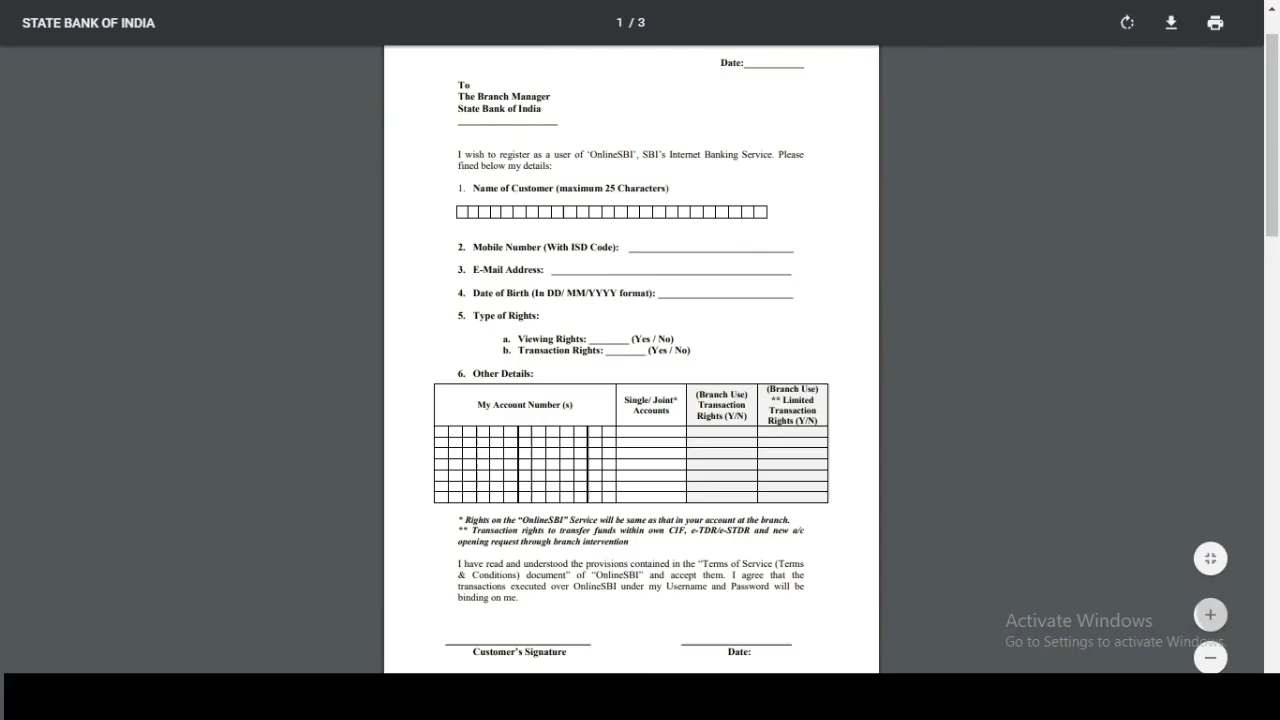 STATE BANK OF INDIA
1 / 3
Date:____________
To
The Branch Manager
State Bank of India
____________________
I wish to register as a user of ‘OnlineSBI’, SBI’s Internet Banking Service. Please
fined below my details:
1. Name of Customer (maximum 25 Characters)
2. Mobile Number (With ISD Code): _________________________________
3. E-Mail Address: ________________________________________________
4. Date of Birth (In DD/ MM/YYYY format): ___________________________
5. Type of Rights:
a. Viewing Rights: ________ (Yes / No)
b. Transaction Rights: ________ (Yes / No)
6. Other Details:
My Account Number (s)
Single/ Joint*
Accounts
(Branch Use)
Transaction
Rights (Y/N)
(Branch Use)
** Limited
Transaction
Rights (Y/N)
* Rights on the “OnlineSBI” Service will be same as that in your account at the branch.
** Transaction rights to transfer funds within own CIF, e-TDR/e-STDR and new a/c
opening request through branch intervention
I have read and understood the provisions contained in the “Terms of Service (Terms
& Conditions) document” of “OnlineSBI” and accept them. I agree that the
transactions executed over OnlineSBI under my Username and Password will be
binding on me.
Customer’s Signature
Date:
Activate Windows
Go to Settings to activate Windows.